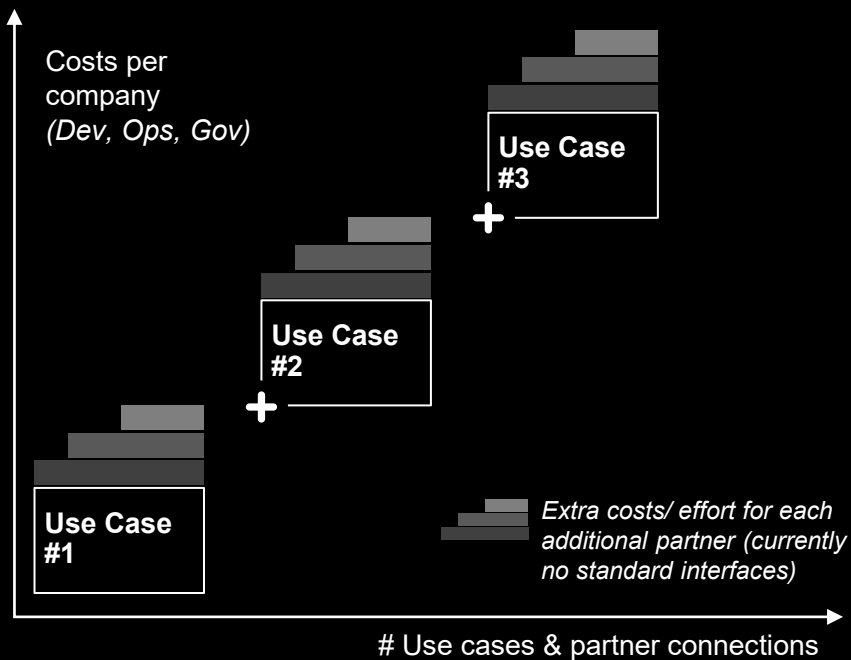 Costs per
company
(Dev, Ops, Gov)
Use Case
#3
Use Case
#2
Use Case
#1
Extra costs/ effort for each
additional partner (currently
no standard interfaces)
# Use cases & partner connections